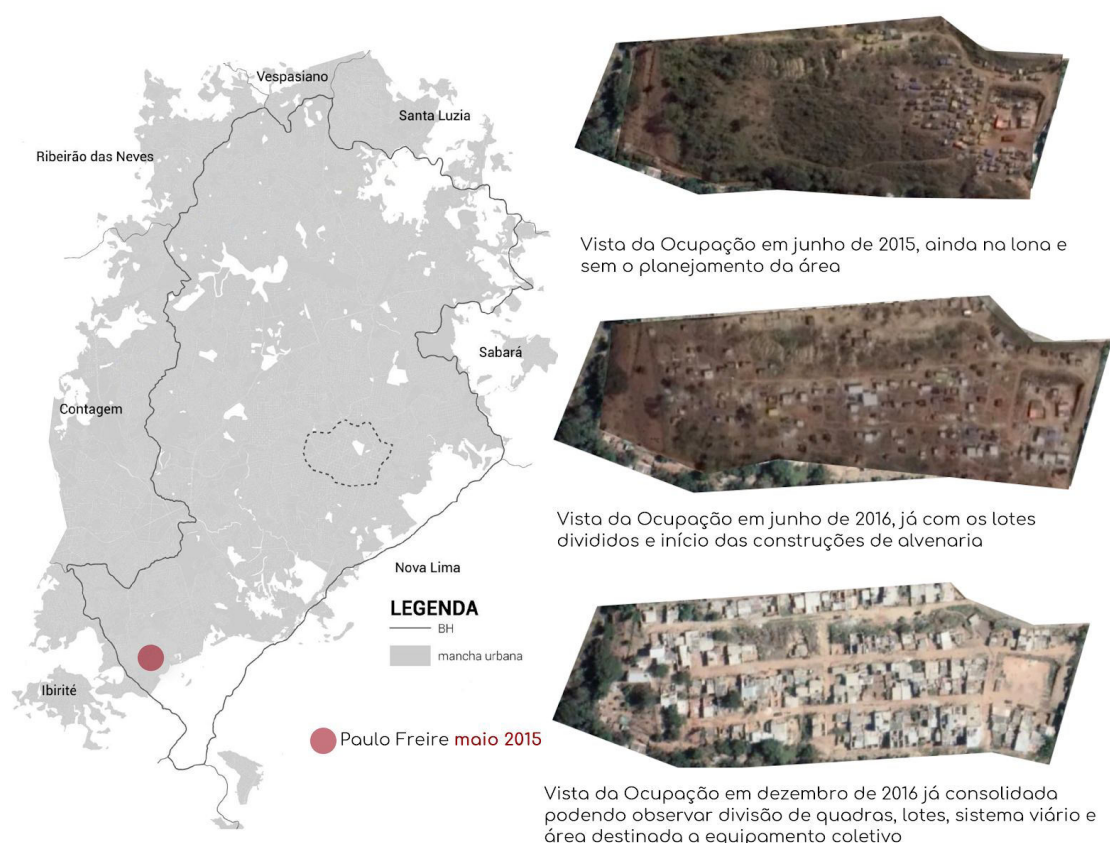 Vespasiano
Santa Luzia
Ribeirão das Neves
Sabará
Contagem
Nova Lima
LEGENDA
BH
mancha urbana
Ibirité
Paulo Freire maio 2015
Vista da Ocupação em junho de 2015, ainda na lona e
sem o planejamento da área
Vista da Ocupação em junho de 2016, já com os lotes
divididos e início das construções de alvenaria
Vista da Ocupação em dezembro de 2016 já consolidada
podendo observar divisão de quadras, lotes, sistema viário e
área destinada a equipamento coletivo